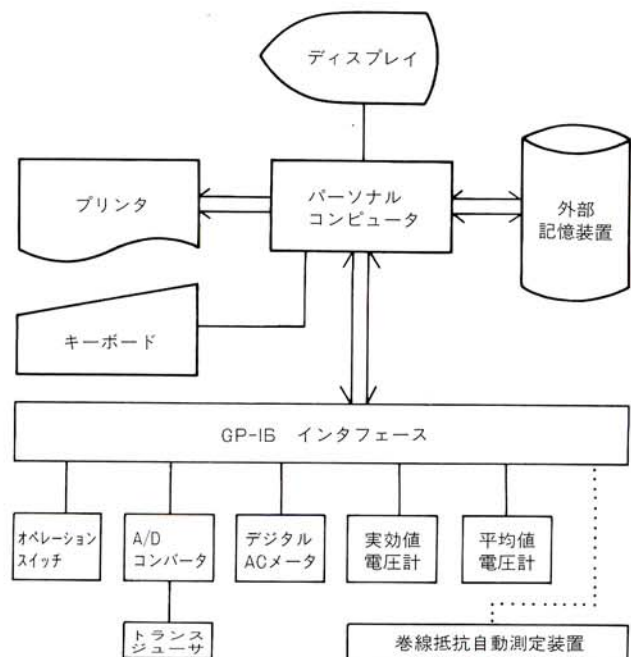 ディスプレイ
プリンタ
パーソナル
コンピュータ
外部
記憶装置
キーボード
GP-IB インタフェース
オペレーション
スイッチ
A/D
コンバータ
デジタル
ACメータ
実効値
電圧計
平均値
電圧計
トランス
ジューサ
巻線抵抗自動測定装置